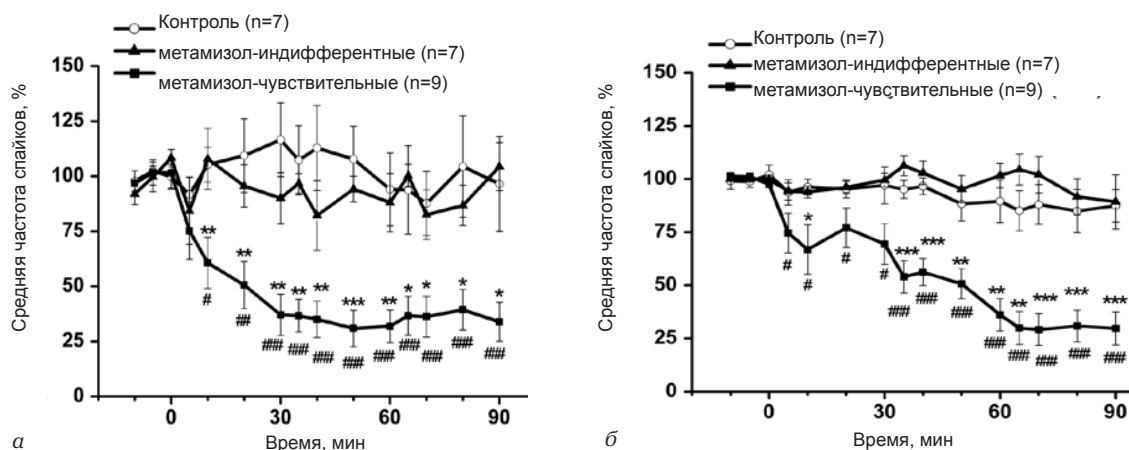 Контроль (n=7)
метамизол-индифферентные (n=7)
метамизол-чувствительные (n=9)
Средняя частота спайков, %
150
125
100
75
50
25
0
** ** ** ** ** *** ** * * * *
# ## ### ### ### ### ### ### ### ### ###
0 30 60 90
а
Время, мин
Контроль (n=7)
метамизол-индифферентные (n=7)
метамизол-чувствительные (n=9)
Средняя частота спайков, %
150
125
100
75
50
25
0
* *** *** ** ** ** *** *** ***
# # # # ### ### ### ### ### ### ### ###
0 30 60 90
б
Время, мин